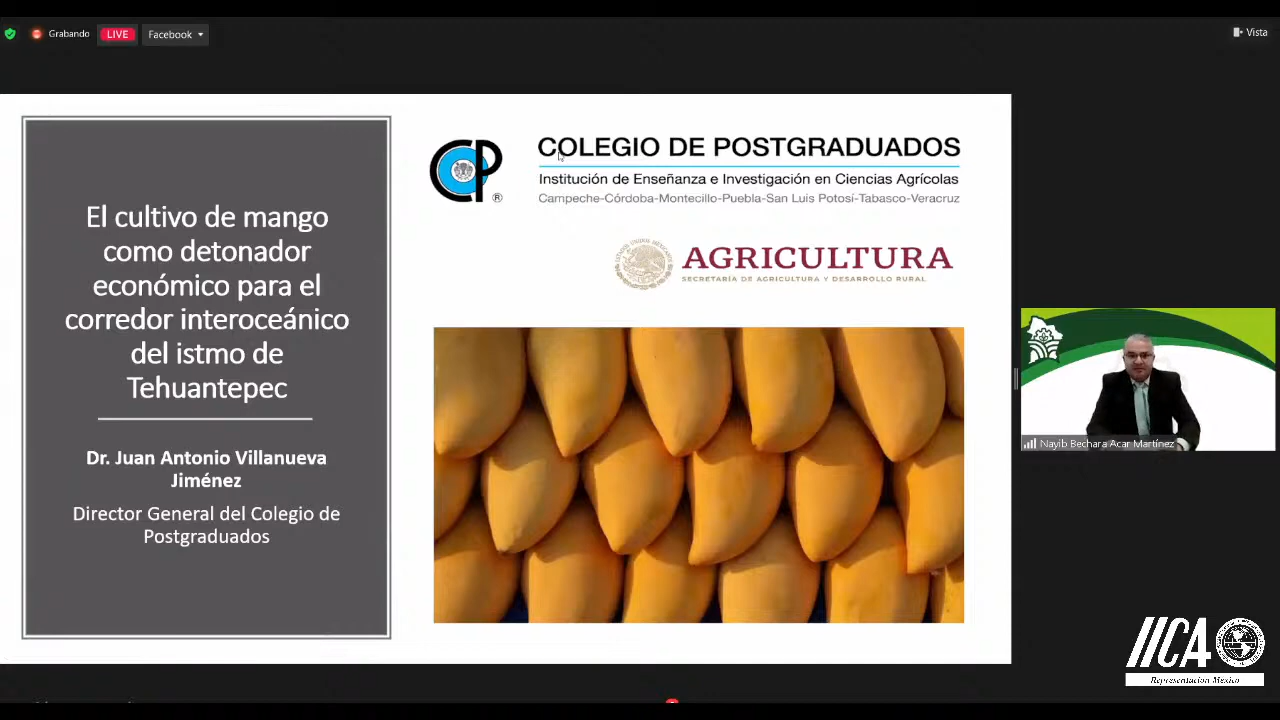 Grabando
LIVE
Facebook
Vista
El cultivo de mango
como detonador
económico para el
corredor interoceánico
del istmo de
Tehuantepec
Dr. Juan Antonio Villanueva
Jiménez
Director General del Colegio de
Postgraduados
CP
®
COLEGIO DE POSTGRADUADOS
Institución de Enseñanza e Investigación en Ciencias Agrícolas
Campeche-Córdoba-Montecillo-Puebla-San Luis Potosí-Tabasco-Veracruz
AGRICULTURA
SECRETARÍA DE AGRICULTURA Y DESARROLLO RURAL
Nayib Bechara Acar Martínez
IICA
Representación México